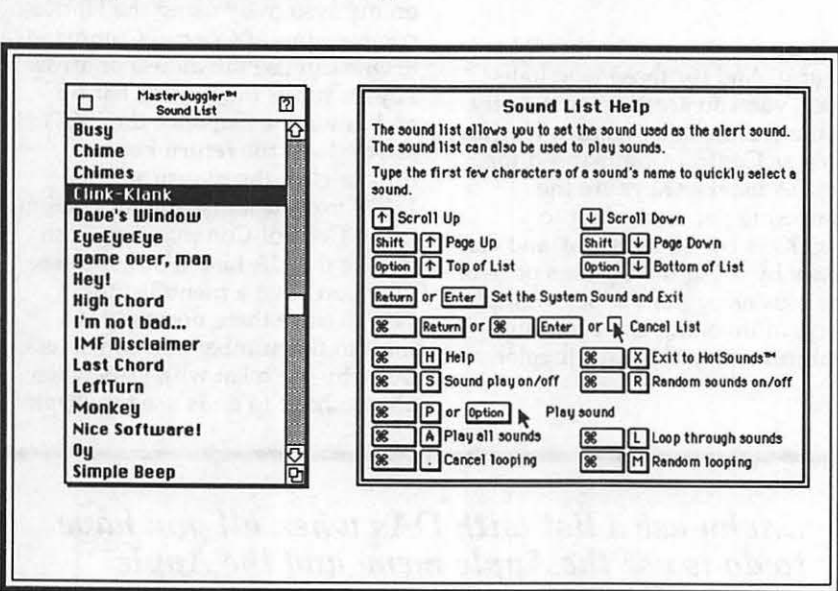 MasterJuggler™
Sound List
Busy
Chime
Chimes
Clink-Klank
Dave's Window
EyeEyeEye
game over, man
Hey!
High Chord
I'm not bad...
IMF Disclaimer
Last Chord
LeftTurn
Monkey
Nice Software!
Oy
Simple Beep
Sound List Help
The sound list allows you to set the sound used as the alert sound.
The sound list can also be used to play sounds.
Type the first few characters of a sound's name to quickly select a
sound.
↑ Scroll Up ↓ Scroll Down
Shift ↑ Page Up Shift ↓ Page Down
Option ↑ Top of List Option ↓ Bottom of List
Return or Enter Set the System Sound and Exit
⌘ Return or ⌘ Enter or Cancel List
⌘ H Help ⌘ X Exit to HotSounds™
⌘ S Sound play on/off ⌘ R Random sounds on/off
⌘ P or Option Play sound
⌘ A Play all sounds ⌘ L Loop through sounds
⌘ . Cancel looping ⌘ M Random looping